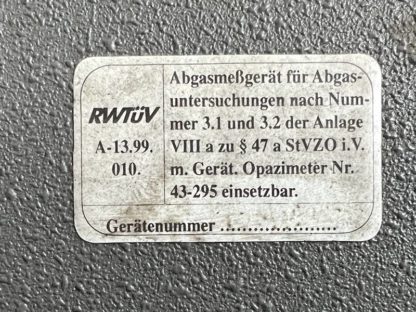 RWTÜV
A-13.99.
010.
Abgasmeßgerät für Abgas-
untersuchungen nach Num-
mer 3.1 und 3.2 der Anlage
VIII a zu § 47 a StVZO i.V.
m. Gerät. Opazimeter Nr.
43-295 einsetzbar.
Gerätenummer .....................